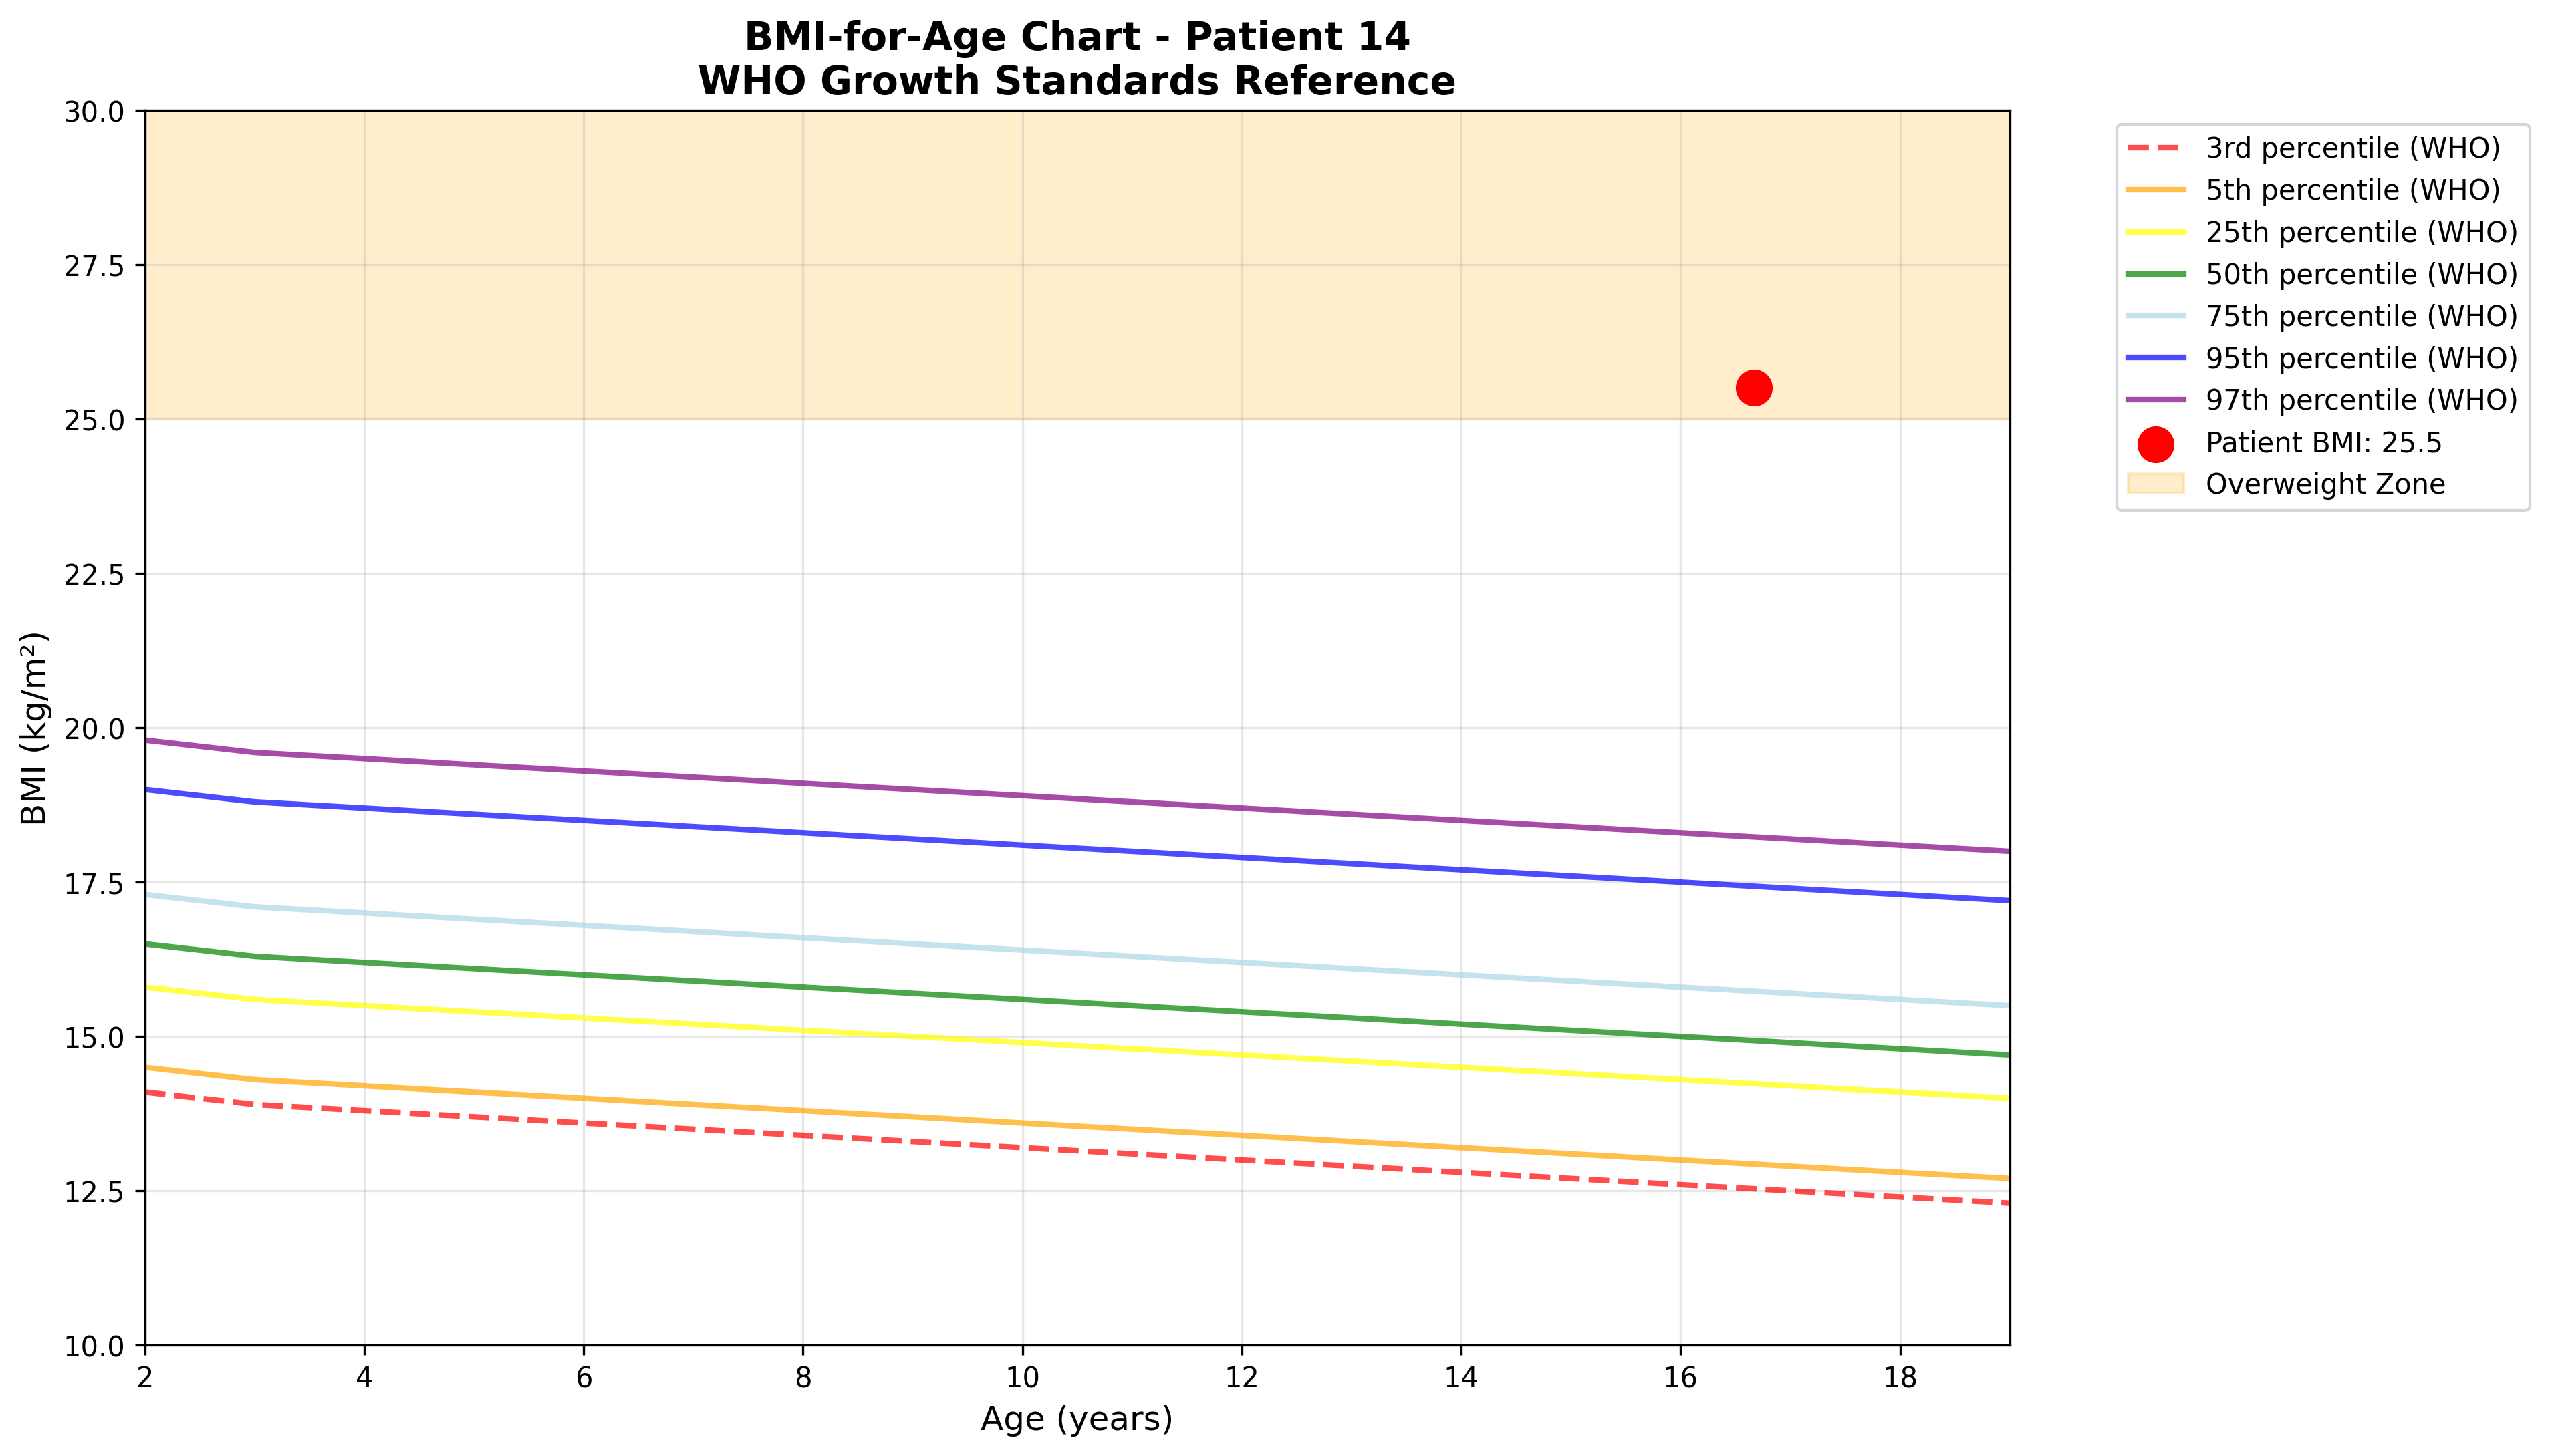 BMI-for-Age Chart - Patient 14
WHO Growth Standards Reference
30.0
27.5
25.0
22.5
20.0
17.5
15.0
12.5
10.0
BMI (kg/m²)
2 4 6 8 10 12 14 16 18
Age (years)
3rd percentile (WHO)
5th percentile (WHO)
25th percentile (WHO)
50th percentile (WHO)
75th percentile (WHO)
95th percentile (WHO)
97th percentile (WHO)
Patient BMI: 25.5
Overweight Zone